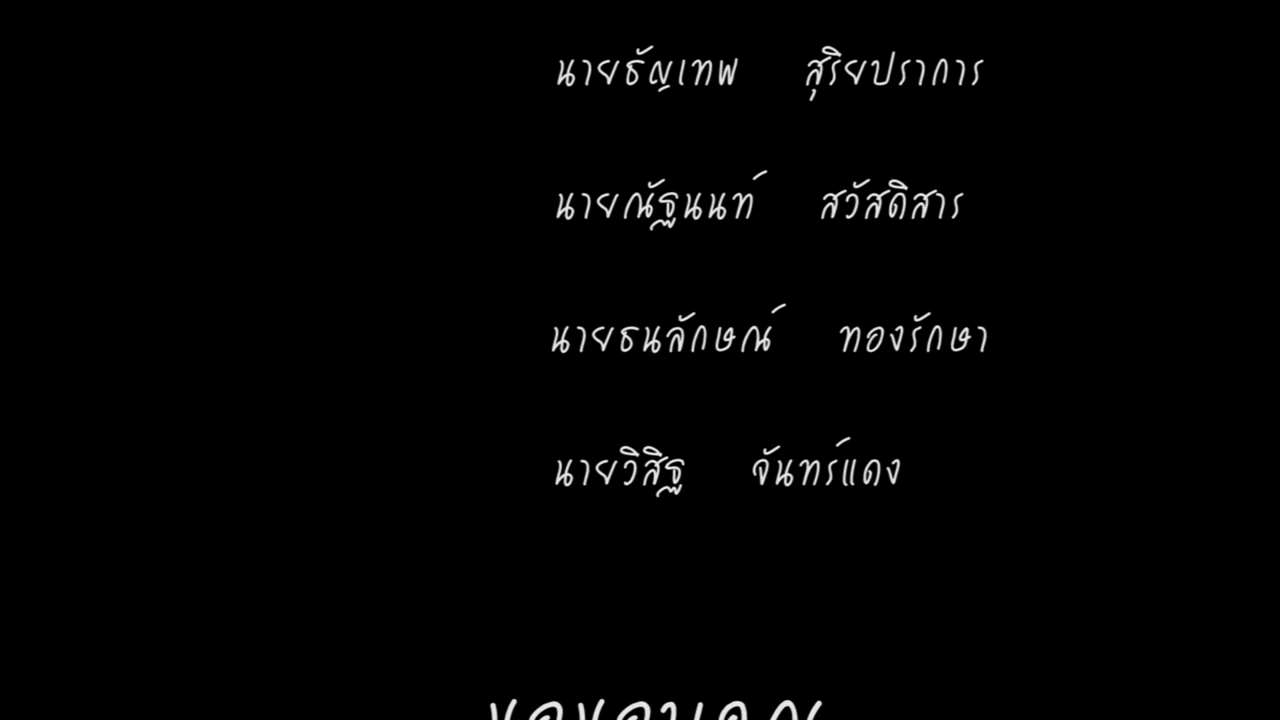 นายธัญเทพ สุริยปราการ
นายณัฐนนท์ สวัสดิสาร
นายธนลักษณ์ ทองรักษา
นายวิสิฐ จันทร์แดง